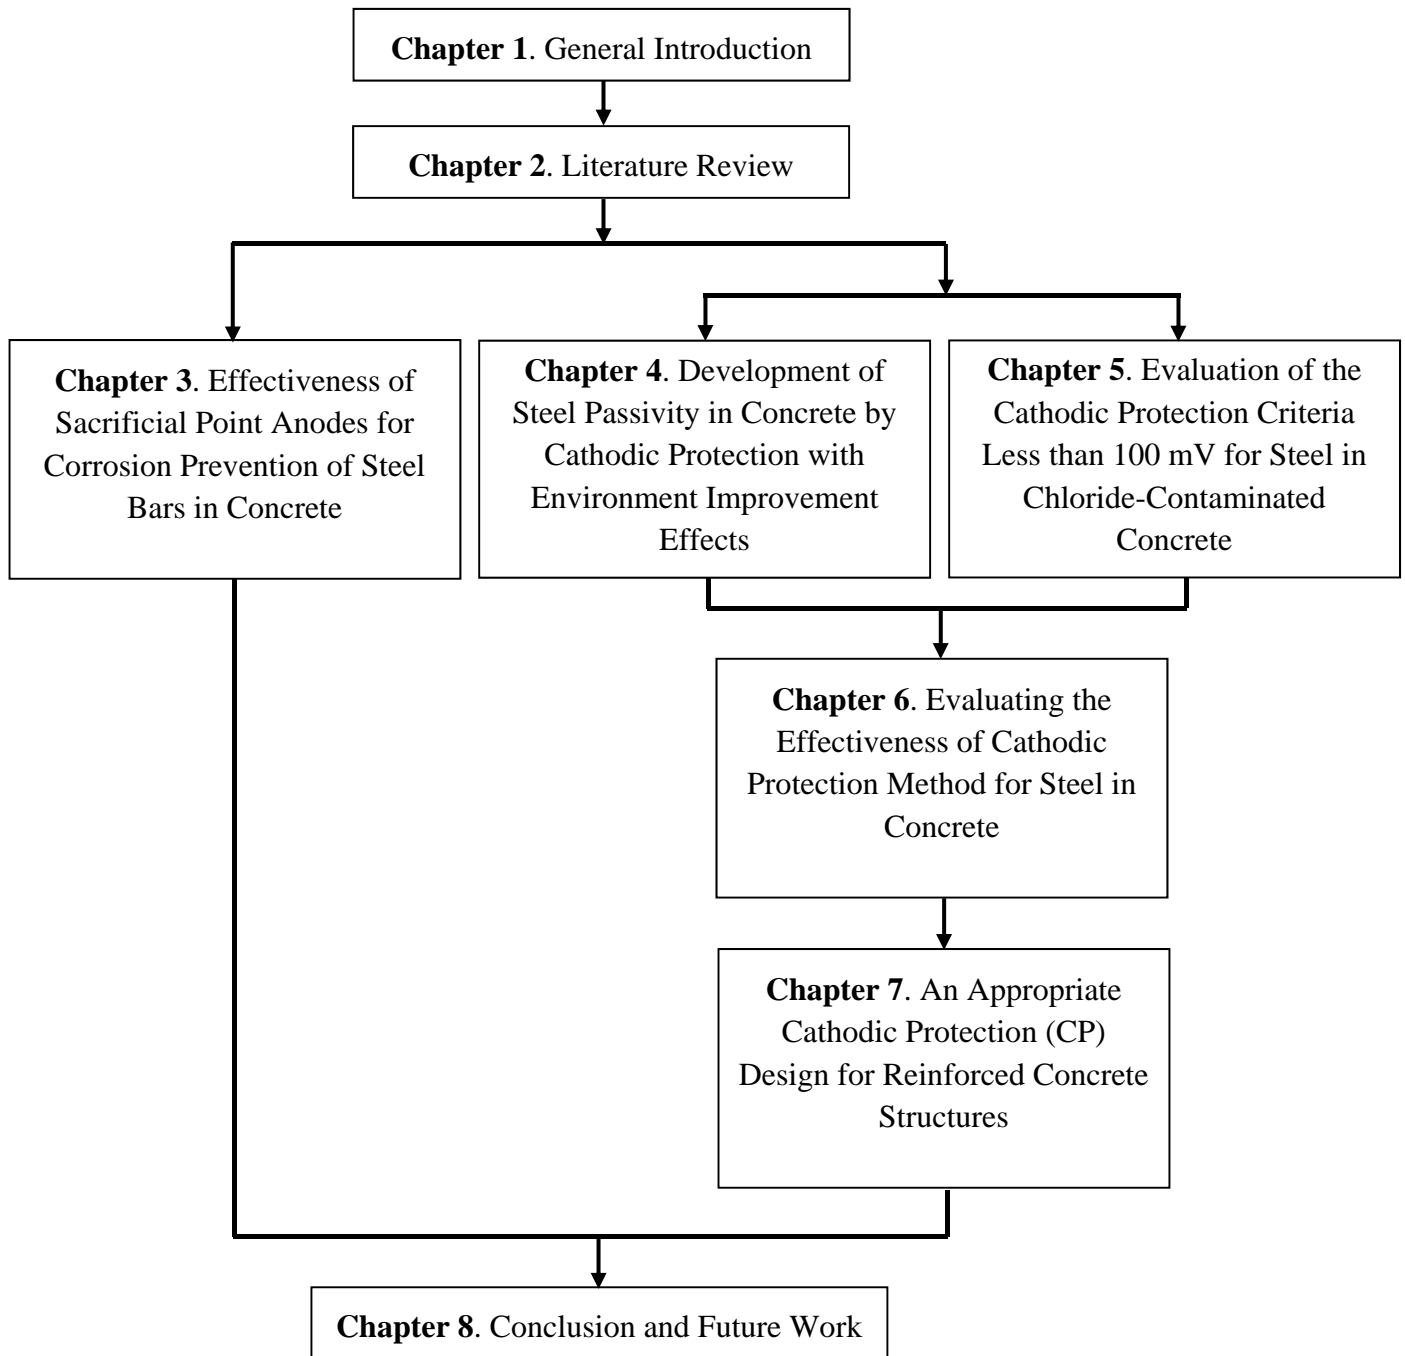 Chapter 1. General Introduction
Chapter 2. Literature Review
Chapter 3. Effectiveness of
Sacrificial Point Anodes for
Corrosion Prevention of Steel
Bars in Concrete
Chapter 4. Development of
Steel Passivity in Concrete by
Cathodic Protection with
Environment Improvement
Effects
Chapter 5. Evaluation of the
Cathodic Protection Criteria
Less than 100 mV for Steel in
Chloride-Contaminated
Concrete
Chapter 6. Evaluating the
Effectiveness of Cathodic
Protection Method for Steel in
Concrete
Chapter 7. An Appropriate
Cathodic Protection (CP)
Design for Reinforced Concrete
Structures
Chapter 8. Conclusion and Future Work